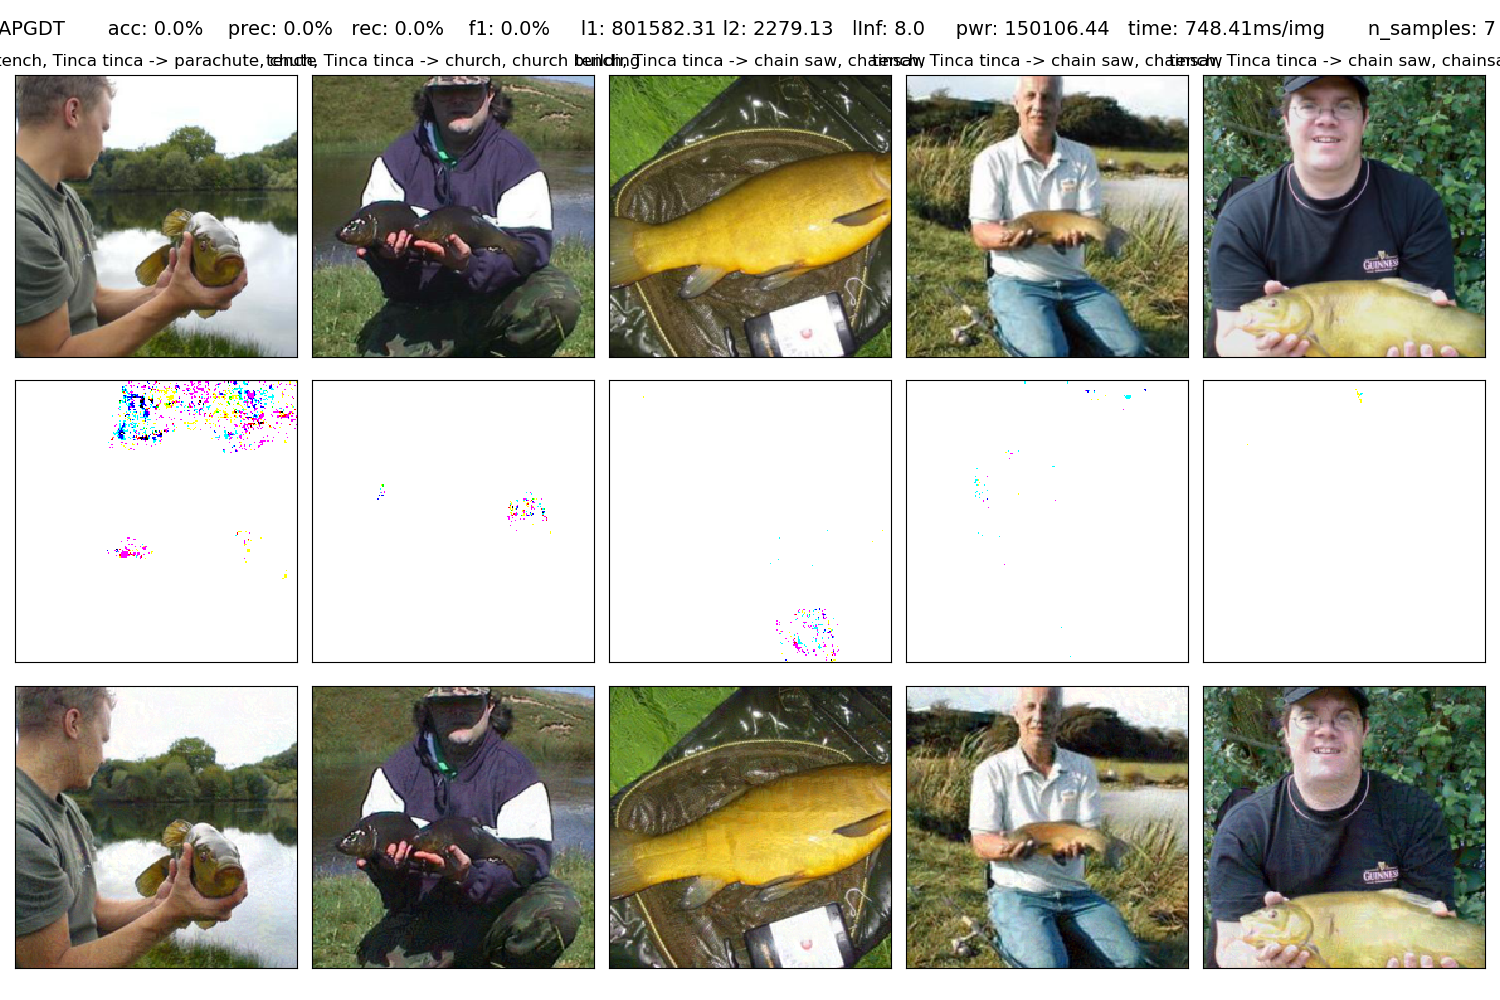 APGDT acc: 0.0% prec: 0.0% rec: 0.0% f1: 0.0% l1: 801582.31 l2: 2279.13 lInf: 8.0 pwr: 150106.44 time: 748.41ms/img n_samples: 7
tench, Tinca tinca -> parachute, chute
tench, Tinca tinca -> church, church building
tench, Tinca tinca -> chain saw, chainsaw
tench, Tinca tinca -> chain saw, chainsaw
tench, Tinca tinca -> chain saw, chainsa
GUINNESS
GUINNESS